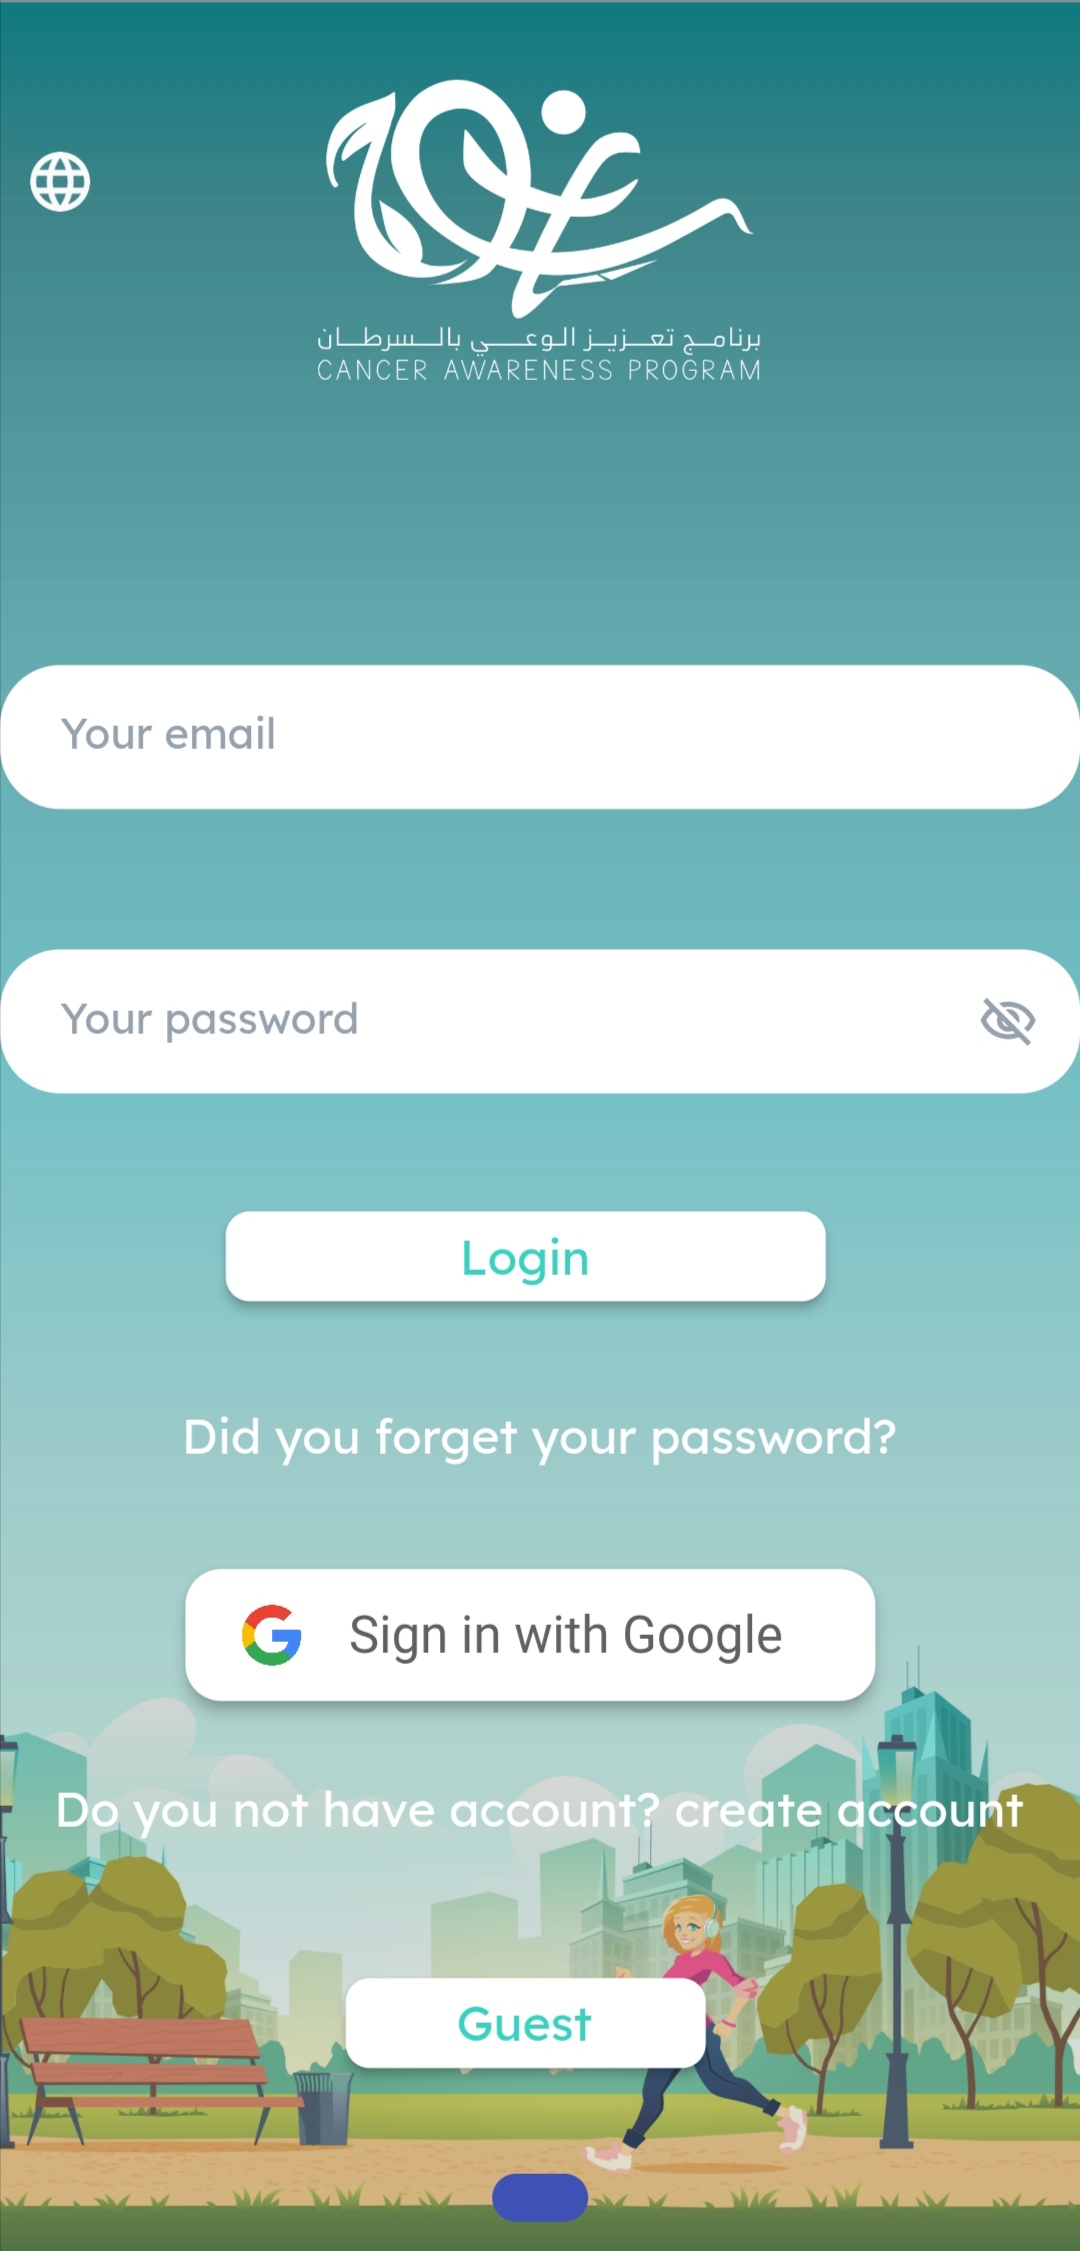 برنامج تعزيز الوعي بالسرطان
CANCER AWARENESS PROGRAM
Your email
Your password
Login
Did you forget your password?
Sign in with Google
Do you not have account? create account
Guest